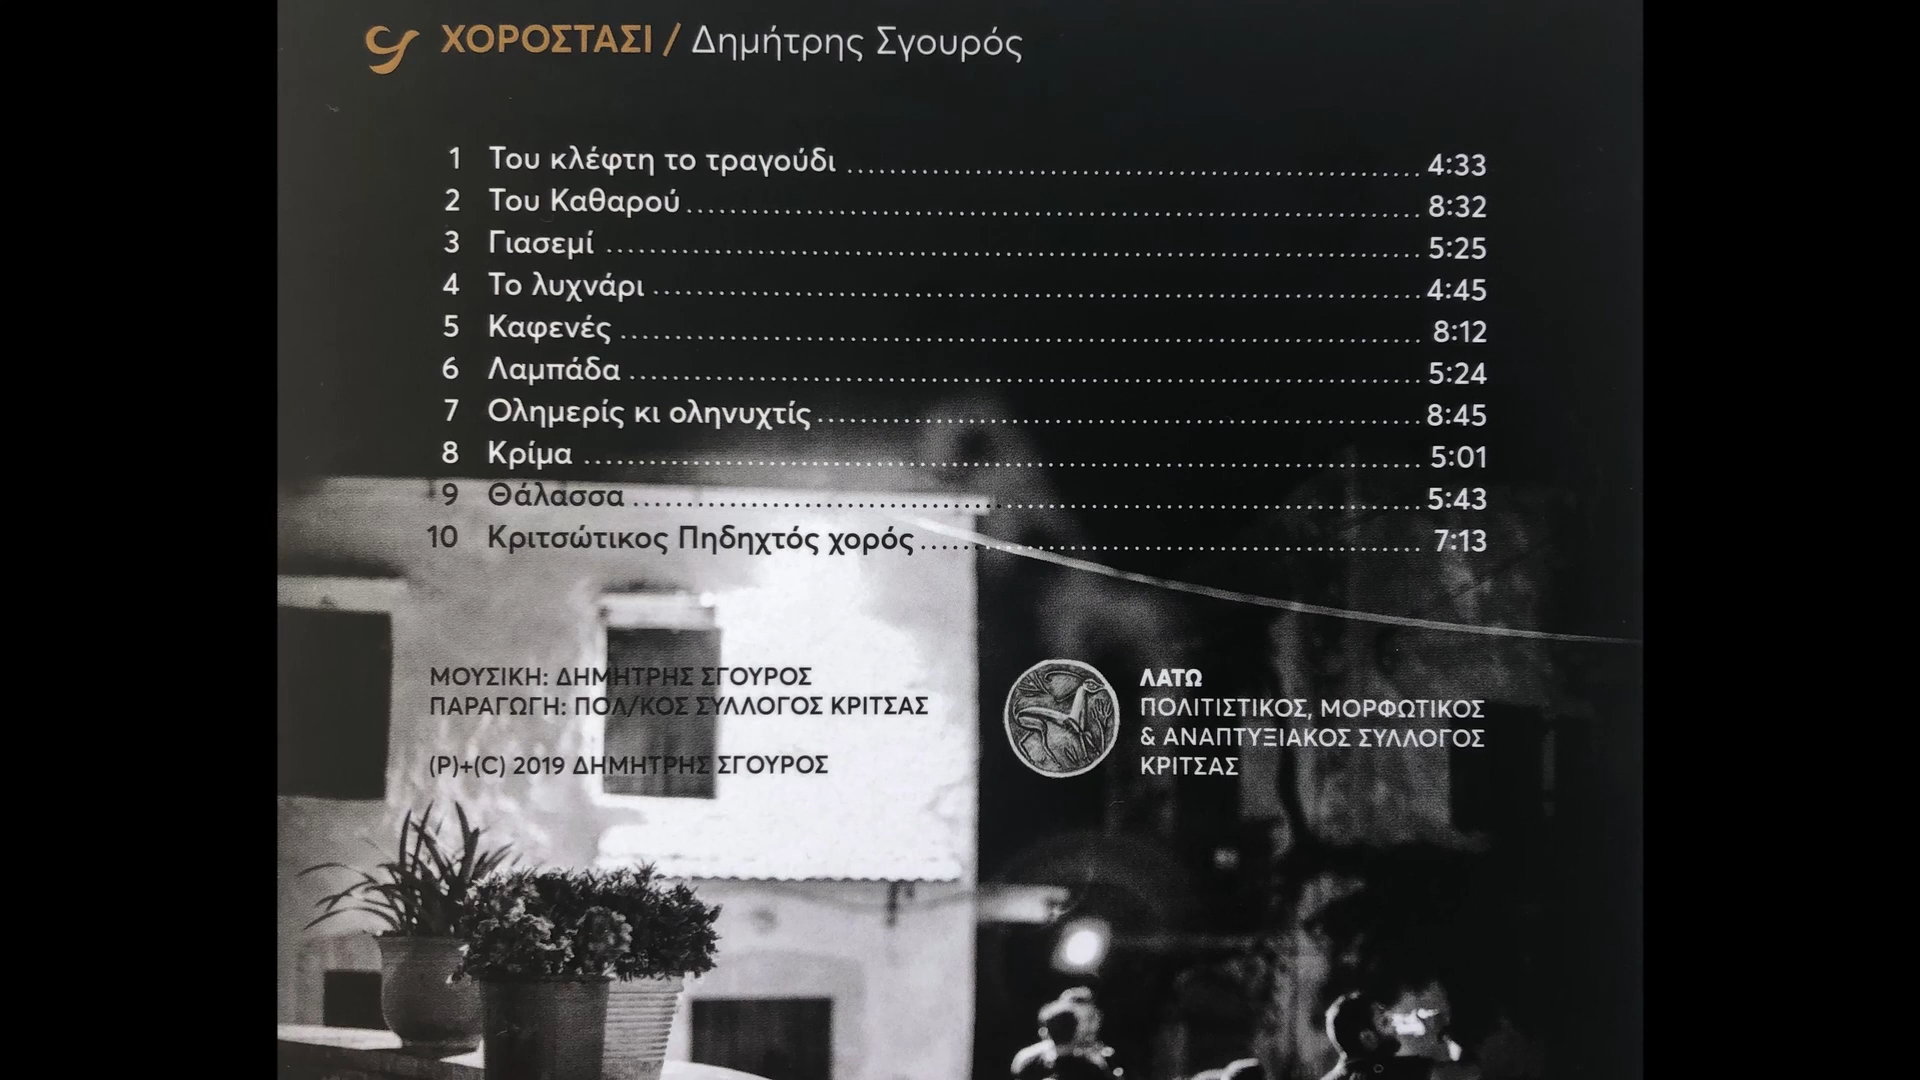 ΧΟΡΟΣΤΑΣΙ / Δημήτρης Σγουρός
1 Του κλέφτη το τραγούδι 4:33
2 Του Καθαρού 8:32
3 Γιασεμί 5:25
4 Το λυχνάρι 4:45
5 Καφενές 8:12
6 Λαμπάδα 5:24
7 Ολημερίς κι οληνυχτίς 8:45
8 Κρίμα 5:01
9 Θάλασσα 5:43
10 Κριτσώτικος Πηδηχτός χορός 7:13
ΜΟΥΣΙΚΗ: ΔΗΜΗΤΡΗΣ ΣΓΟΥΡΟΣ
ΠΑΡΑΓΩΓΗ: ΠΟΛ/ΚΟΣ ΣΥΛΛΟΓΟΣ ΚΡΙΤΣΑΣ
(P)+(C) 2019 ΔΗΜΗΤΡΗΣ ΣΓΟΥΡΟΣ
ΛΑΤΩ
ΠΟΛΙΤΙΣΤΙΚΟΣ, ΜΟΡΦΩΤΙΚΟΣ
& ΑΝΑΠΤΥΞΙΑΚΟΣ ΣΥΛΛΟΓΟΣ
ΚΡΙΤΣΑΣ